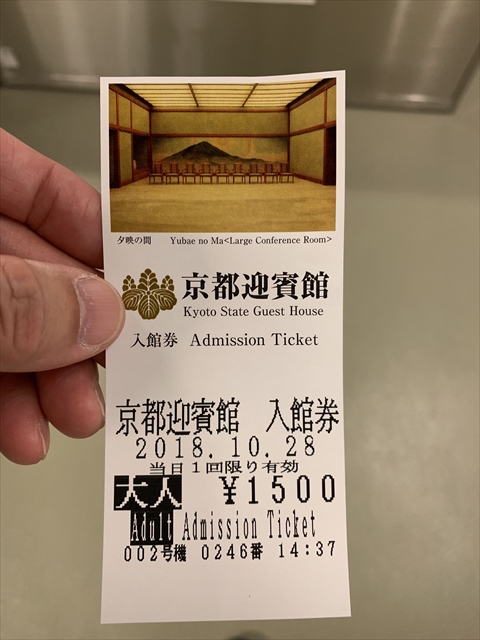 夕映の間 Yubae no Ma<Large Conference Room>
京都迎賓館
Kyoto State Guest House
入館券 Admission Ticket
京都迎賓館 入館券
2018.10.28
当日1回限り有効
大人 ¥1500
Adult Admission Ticket
002号機 0246番 14:37